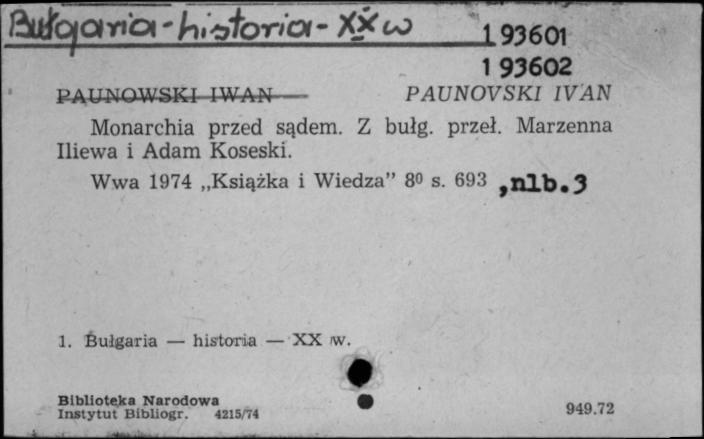 Bułgaria - historia - XX w
193601
193602
PAUNOWSKI IWAN PAUNOVSKI IVAN
Monarchia przed sądem. Z bułg. przeł. Marzenna
Iliewa i Adam Koseski.
Wwa 1974 „Książka i Wiedza” 8⁰ s. 693 ,nlb.3
1. Bułgaria — historia — XX w.
Biblioteka Narodowa
Instytut Bibliogr. 4215/74 949.72